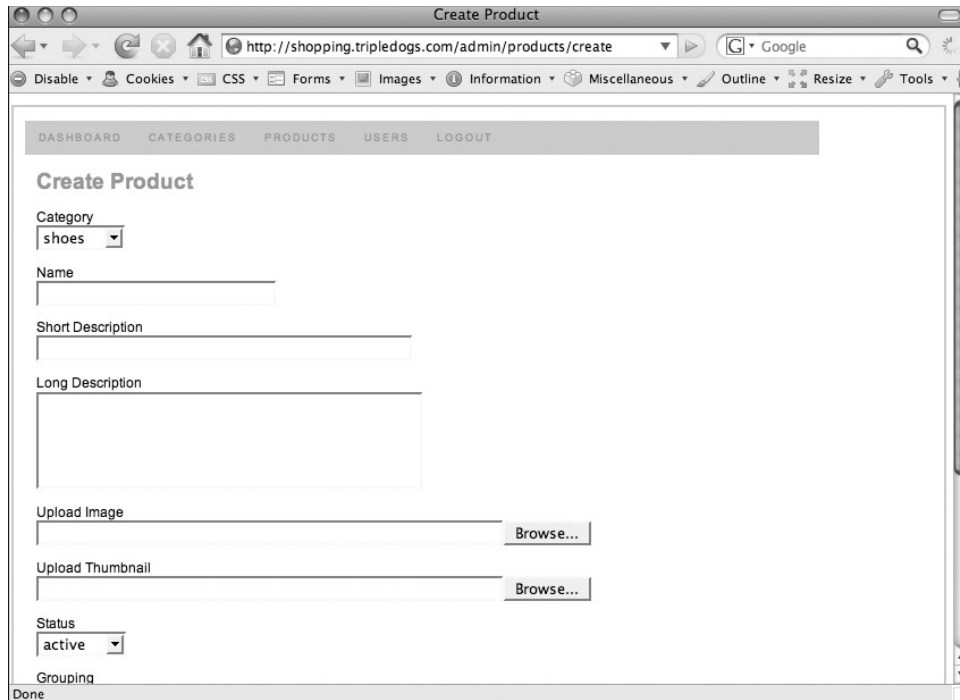 Create Product
http://shopping.tripledogs.com/admin/products/create
G Google
Disable Cookies CSS Forms Images Information Miscellaneous Outline Resize Tools
DASHBOARD CATEGORIES PRODUCTS USERS LOGOUT
Create Product
Category
shoes
Name
Short Description
Long Description
Upload Image
Browse...
Upload Thumbnail
Browse...
Status
active
Grouping
Done